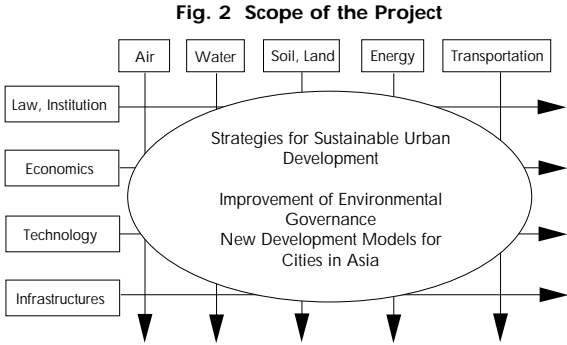 Fig. 2 Scope of the Project
Air
Water
Soil, Land
Energy
Transportation
Law, Institution
Economics
Technology
Infrastructures
Strategies for Sustainable Urban
Development
Improvement of Environmental
Governance
New Development Models for
Cities in Asia